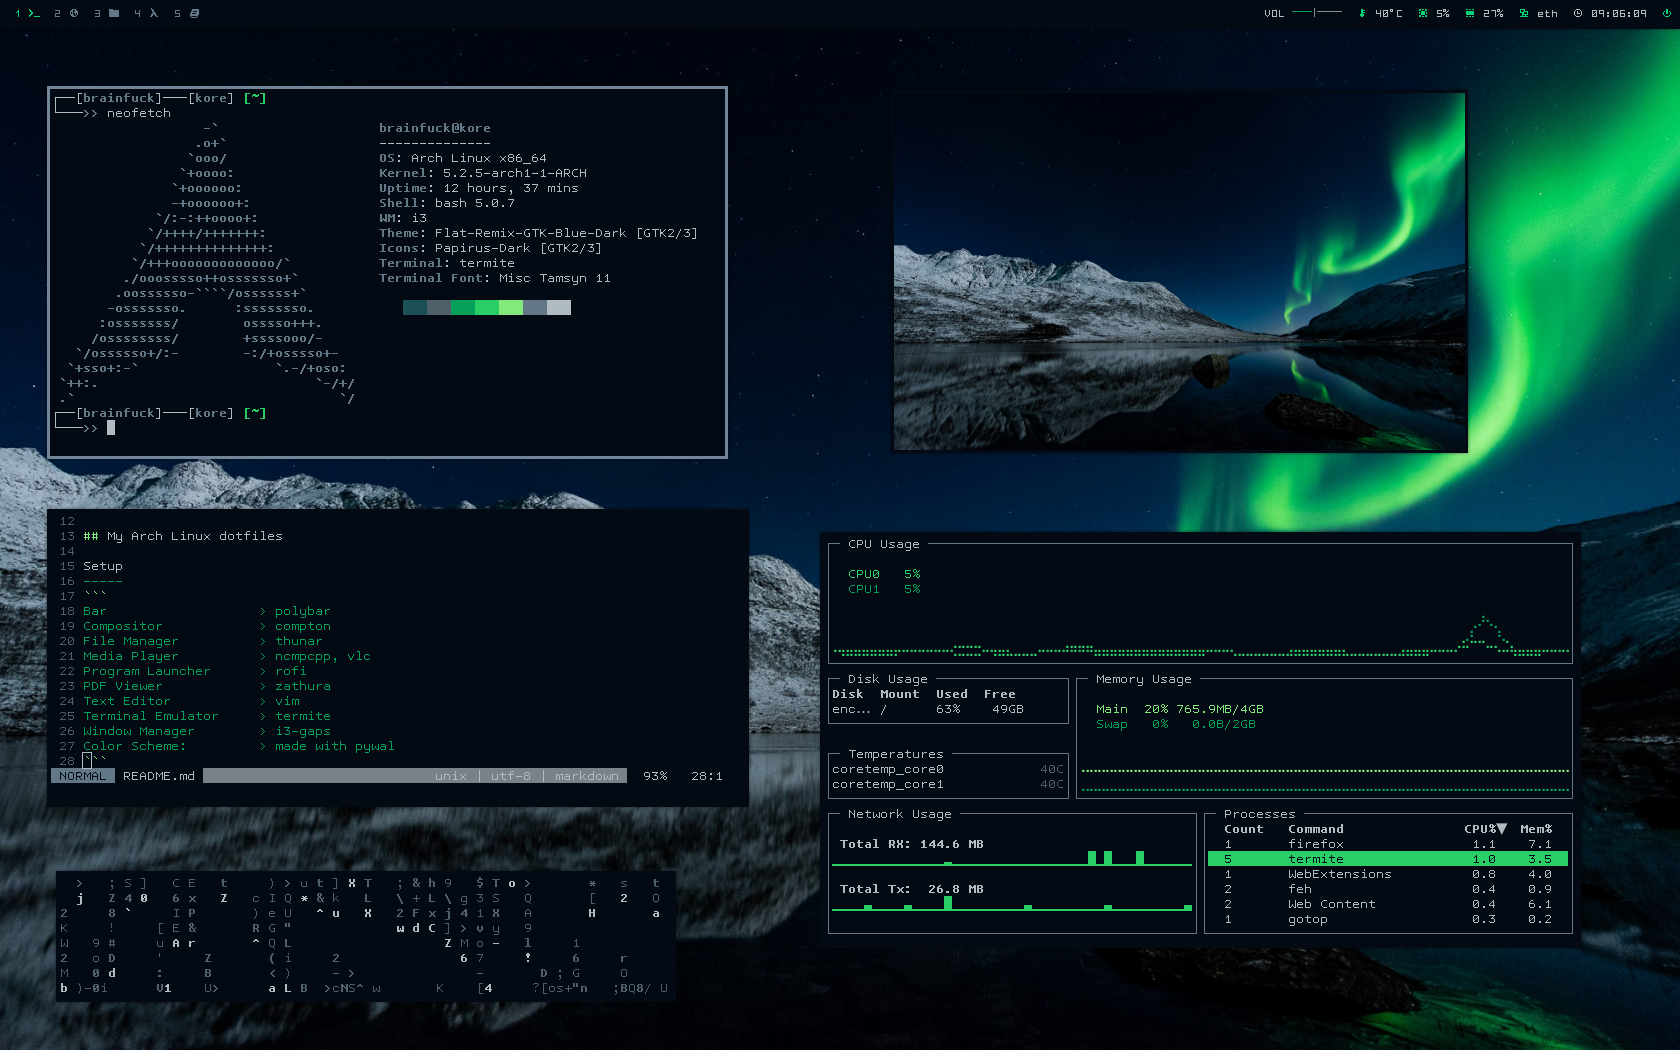 1 2 3 4 5
VOL 40°C 5% 27% eth 09:06:09
[brainfuck]——[kore] [~]
>> neofetch
brainfuck@kore
--------------
OS: Arch Linux x86_64
Kernel: 5.2.5-arch1-1-ARCH
Uptime: 12 hours, 37 mins
Shell: bash 5.0.7
WM: i3
Theme: Flat-Remix-GTK-Blue-Dark [GTK2/3]
Icons: Papirus-Dark [GTK2/3]
Terminal: termite
Terminal Font: Misc Tamsyn 11
[brainfuck]——[kore] [~]
>>
12
13 ## My Arch Linux dotfiles
14
15 Setup
16 -----
17 ```
18 Bar > polybar
19 Compositor > compton
20 File Manager > thunar
21 Media Player > ncmpcpp, vlc
22 Program Launcher > rofi
23 PDF Viewer > zathura
24 Text Editor > vim
25 Terminal Emulator > termite
26 Window Manager > i3-gaps
27 Color Scheme: > made with pywal
28 ```
NORMAL README.md unix | utf-8 | markdown 93% 28:1
CPU Usage
CPU0 5%
CPU1 5%
Disk Usage
Disk Mount Used Free
enc… / 63% 49GB
Memory Usage
Main 20% 765.9MB/4GB
Swap 0% 0.0B/2GB
Temperatures
coretemp_core0 40C
coretemp_core1 40C
Network Usage
Total RX: 144.6 MB
Total Tx: 26.8 MB
Processes
Count Command CPU%▼ Mem%
1 firefox 1.1 7.1
5 termite 1.0 3.5
1 WebExtensions 0.8 4.0
2 feh 0.4 0.9
2 Web Content 0.4 6.1
1 gotop 0.3 0.2